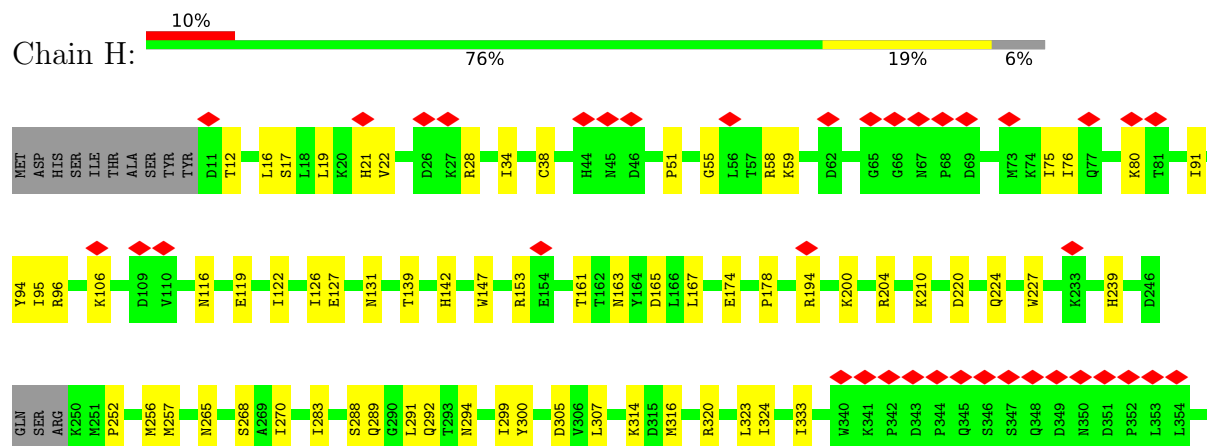 10%
Chain H:
76% 19% 6%
MET ASP HIS SER ILE THR ALA SER TYR TYR D11 T12 L16 S17 L18 L19 K20 H21 V22 D26 K27 R28 I34 C38 H44 N45 D46 P51 G55 L56 T57 R58 K59 D62 G65 G66 N67 P68 D69 M73 K74 I75 I76 Q77 K80 T81 I91
Y94 I95 R96 K106 D109 V110 N116 E119 I122 I126 E127 N131 T139 H142 W147 R153 E154 T161 T162 N163 Y164 D165 L166 L167 E174 P178 R194 K200 R204 K210 D220 Q224 W227 K233 H239 D246
GLN SER ARG K250 M251 P252 M256 M257 N265 S268 A269 I270 I283 S288 Q289 G290 L291 Q292 T293 N294 I299 Y300 D305 V306 L307 K314 D315 M316 R320 L323 I324 I333 W340 K341 P342 D343 P344 Q345 S346 S347 Q348 D349 N350 D351 P352 L353 L354